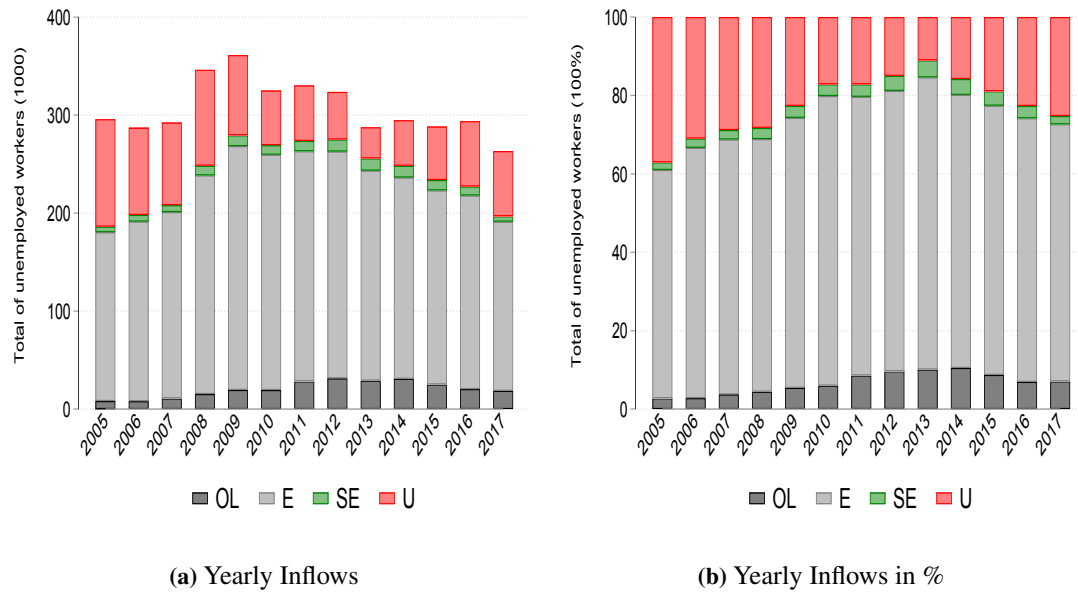 Total of unemployed workers (1000)
400
300
200
100
0
2005 2006 2007 2008 2009 2010 2011 2012 2013 2014 2015 2016 2017
OL E SE U
(a) Yearly Inflows
Total of unemployed workers (100%)
100
80
60
40
20
0
2005 2006 2007 2008 2009 2010 2011 2012 2013 2014 2015 2016 2017
OL E SE U
(b) Yearly Inflows in %